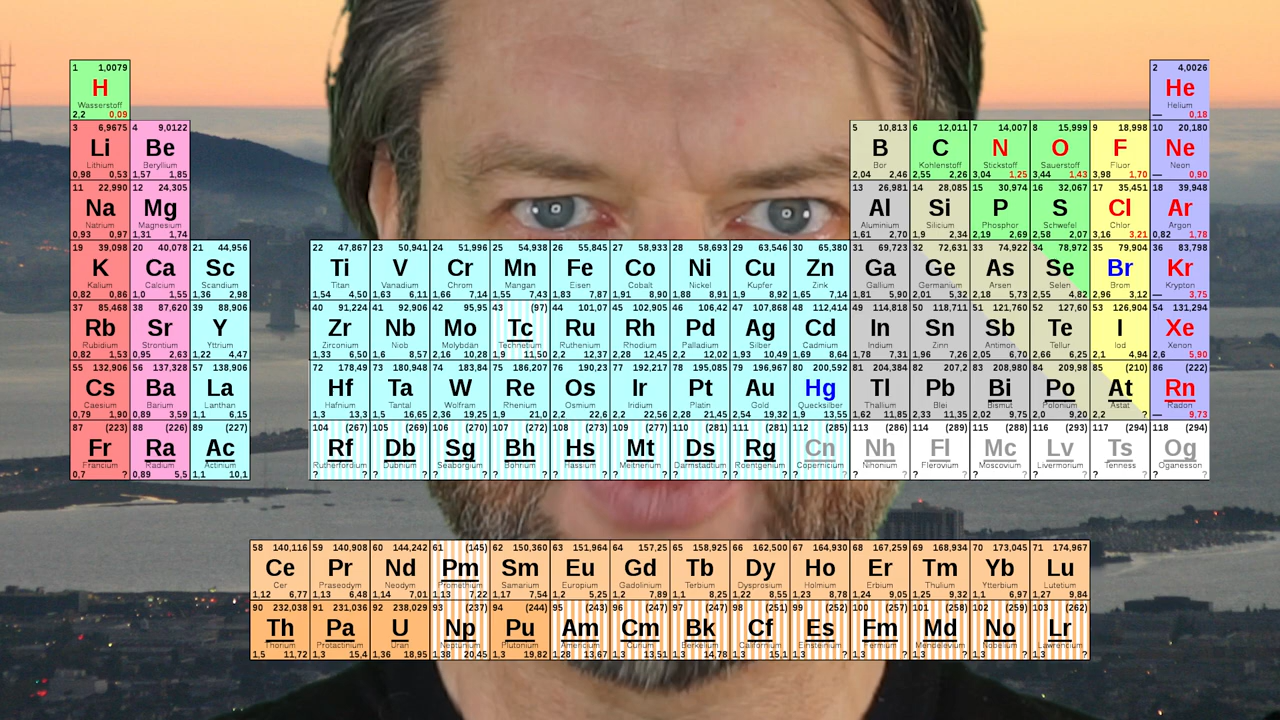 1 1,0079 2 4,0026
H He
Wasserstoff Helium
2,2 0,09 — 0,18
3 6,9675 4 9,0122 5 10,813 6 12,011 7 14,007 8 15,999 9 18,998 10 20,180
Li Be B C N O F Ne
Lithium Beryllium Bor Kohlenstoff Stickstoff Sauerstoff Fluor Neon
0,98 0,53 1,57 1,85 2,04 2,46 2,55 2,26 3,04 1,25 3,44 1,43 3,98 1,70 — 0,90
11 22,990 12 24,305 13 26,981 14 28,085 15 30,974 16 32,067 17 35,451 18 39,948
Na Mg Al Si P S Cl Ar
Natrium Magnesium Aluminium Silicium Phosphor Schwefel Chlor Argon
0,93 0,97 1,31 1,74 1,61 2,70 1,9 2,34 2,19 2,69 2,58 2,07 3,16 3,21 0,82 1,78
19 39,098 20 40,078 21 44,956 22 47,867 23 50,941 24 51,996 25 54,938 26 55,845 27 58,933 28 58,693 29 63,546 30 65,380 31 69,723 32 72,631 33 74,922 34 78,972 35 79,904 36 83,798
K Ca Sc Ti V Cr Mn Fe Co Ni Cu Zn Ga Ge As Se Br Kr
Kalium Calcium Scandium Titan Vanadium Chrom Mangan Eisen Cobalt Nickel Kupfer Zink Gallium Germanium Arsen Selen Brom Krypton
0,82 0,86 1,0 1,55 1,36 2,98 1,54 4,50 1,63 6,11 1,66 7,14 1,55 7,43 1,83 7,87 1,91 8,90 1,88 8,91 1,9 8,92 1,65 7,14 1,81 5,90 2,01 5,32 2,18 5,73 2,55 4,82 2,96 3,12 — 3,75
37 85,468 38 87,620 39 88,906 40 91,224 41 92,906 42 95,95 43 (97) 44 101,07 45 102,905 46 106,42 47 107,868 48 112,414 49 114,818 50 118,711 51 121,760 52 127,60 53 126,904 54 131,294
Rb Sr Y Zr Nb Mo Tc Ru Rh Pd Ag Cd In Sn Sb Te I Xe
Rubidium Strontium Yttrium Zirconium Niob Molybdän Technetium Ruthenium Rhodium Palladium Silber Cadmium Indium Zinn Antimon Tellur Iod Xenon
0,82 1,53 0,95 2,63 1,22 4,47 1,33 6,50 1,6 8,57 2,16 10,28 1,9 11,50 2,2 12,37 2,28 12,45 2,2 12,02 1,93 10,49 1,69 8,64 1,78 7,31 1,96 7,26 2,05 6,70 2,66 6,25 2,1 4,94 2,6 5,90
55 132,906 56 137,328 57 138,906 72 178,49 73 180,948 74 183,84 75 186,207 76 190,23 77 192,217 78 195,085 79 196,967 80 200,592 81 204,384 82 207,2 83 208,980 84 209,98 85 (210) 86 (222)
Cs Ba La Hf Ta W Re Os Ir Pt Au Hg Tl Pb Bi Po At Rn
Caesium Barium Lanthan Hafnium Tantal Wolfram Rhenium Osmium Iridium Platin Gold Quecksilber Thallium Blei Bismut Polonium Astat Radon
0,79 1,90 0,89 3,59 1,1 6,15 1,3 13,3 1,5 16,65 2,36 19,25 1,9 21,0 2,2 22,6 2,2 22,56 2,28 21,45 2,54 19,32 1,9 13,55 1,62 11,85 2,33 11,35 2,02 9,75 2,0 9,20 2,2 ? — 9,73
87 (223) 88 (226) 89 (227) 104 (267) 105 (268) 106 (270) 107 (270) 108 (269) 109 (278) 110 (281) 111 (281) 112 (285) 113 (286) 114 (289) 115 (288) 116 (293) 117 (294) 118 (294)
Fr Ra Ac Rf Db Sg Bh Hs Mt Ds Rg Cn Nh Fl Mc Lv Ts Og
Francium Radium Actinium Rutherfordium Dubnium Seaborgium Bohrium Hassium Meitnerium Darmstadtium Roentgenium Copernicium Nihonium Flerovium Moscovium Livermorium Tenness Oganesson
0,7 ? 0,89 5,5 1,1 10,1 ? ? ? ? ? ? ? ? ? ? ? ? ? ? ? ? ? ? ? ? ? ? ? ? ? ? ? ? ? ?
58 140,116 59 140,908 60 144,242 61 (145) 62 150,360 63 151,964 64 157,25 65 158,925 66 162,500 67 164,930 68 167,259 69 168,934 70 173,045 71 174,967
Ce Pr Nd Pm Sm Eu Gd Tb Dy Ho Er Tm Yb Lu
Cer Praseodym Neodym Promethium Samarium Europium Gadolinium Terbium Dysprosium Holmium Erbium Thulium Ytterbium Lutetium
1,12 6,77 1,13 6,48 1,14 7,01 1,13 7,22 1,17 7,54 1,2 5,25 1,2 7,89 1,1 8,25 1,22 8,55 1,23 8,78 1,24 9,05 1,25 9,32 1,1 6,97 1,27 9,84
90 232,038 91 231,036 92 238,029 93 (237) 94 (244) 95 (243) 96 (247) 97 (247) 98 (251) 99 (252) 100 (257) 101 (258) 102 (259) 103 (262)
Th Pa U Np Pu Am Cm Bk Cf Es Fm Md No Lr
Thorium Protactinium Uran Neptunium Plutonium Americium Curium Berkelium Californium Einsteinium Fermium Mendelevium Nobelium Lawrencium
1,5 11,72 1,3 15,4 1,36 18,95 1,38 20,45 1,3 19,82 1,28 13,67 1,3 13,51 1,3 14,78 1,3 15,1 1,3 ? 1,3 ? 1,3 ? 1,3 ? 1,3 ?